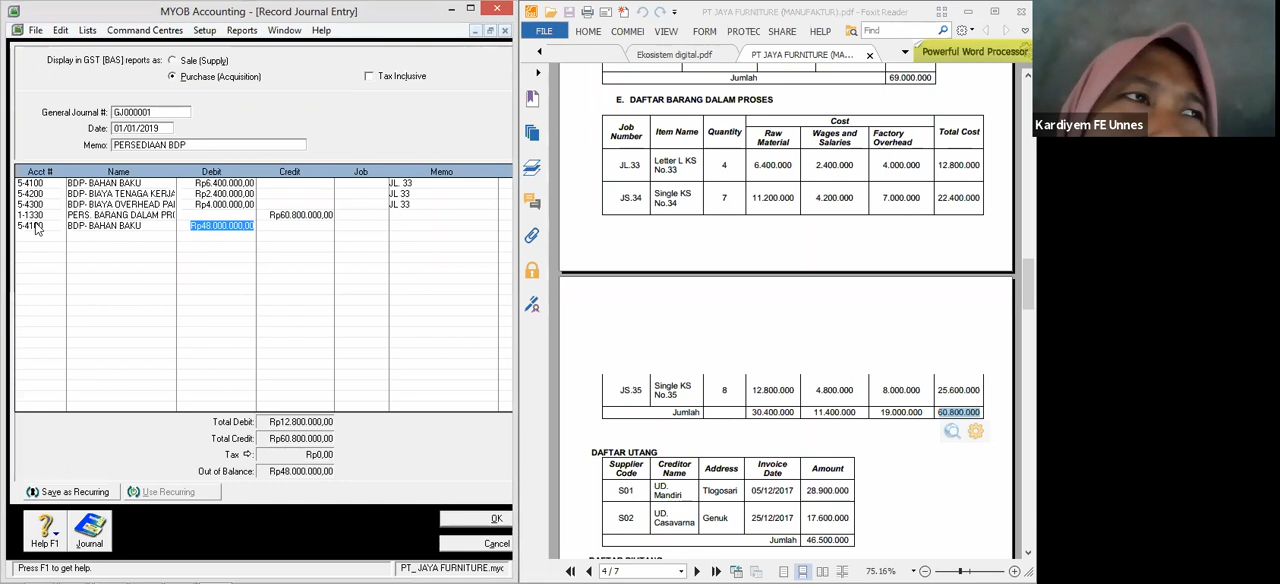 MYOB Accounting - [Record Journal Entry]
File Edit Lists Command Centres Setup Reports Window Help
Display in GST [BAS] reports as: Sale (Supply)
Purchase (Acquisition)
Tax Inclusive
General Journal #: GJ000001
Date: 01/01/2019
Memo: PERSEDIAAN BDP
Acct # Name Debit Credit Job Memo
5-4100 BDP- BAHAN BAKU Rp6.400.000,00 JL. 33
5-4200 BDP- BIAYA TENAGA KERJA Rp2.400.000,00 JL 33
5-4300 BDP- BIAYA OVERHEAD PA Rp4.000.000,00 JL 33
1-1330 PERS. BARANG DALAM PR Rp60.800.000,00
5-4100 BDP- BAHAN BAKU Rp48.000.000,00
Total Debit: Rp12.800.000,00
Total Credit: Rp60.800.000,00
Tax Rp0,00
Out of Balance: Rp48.000.000,00
Save as Recurring Use Recurring
Help F1 Journal
OK
Cancel
Press F1 to get help. PT_ JAYA FURNITURE.myc
PT JAYA FURNITURE (MANUFAKTUR).pdf - Foxit Reader
FILE HOME COMMEI VIEW FORM PROTEC SHARE HELP Find
Ekosistem digital.pdf PT JAYA FURNITURE (MA... Powerful Word Processor
Jumlah 69.000.000
E. DAFTAR BARANG DALAM PROSES
Job Number Item Name Quantity Cost Total Cost
Raw Material Wages and Salaries Factory Overhead
JL.33 Letter L KS No.33 4 6.400.000 2.400.000 4.000.000 12.800.000
JS.34 Single KS No.34 7 11.200.000 4.200.000 7.000.000 22.400.000
JS.35 Single KS No.35 8 12.800.000 4.800.000 8.000.000 25.600.000
Jumlah 30.400.000 11.400.000 19.000.000 60.800.000
DAFTAR UTANG
Supplier Code Creditor Name Address Invoice Date Amount
S01 UD. Mandiri Tlogosari 05/12/2017 28.900.000
S02 UD. Casavarna Genuk 25/12/2017 17.600.000
Jumlah 46.500.000
4 / 7 75.16%
Kardiyem FE Unnes